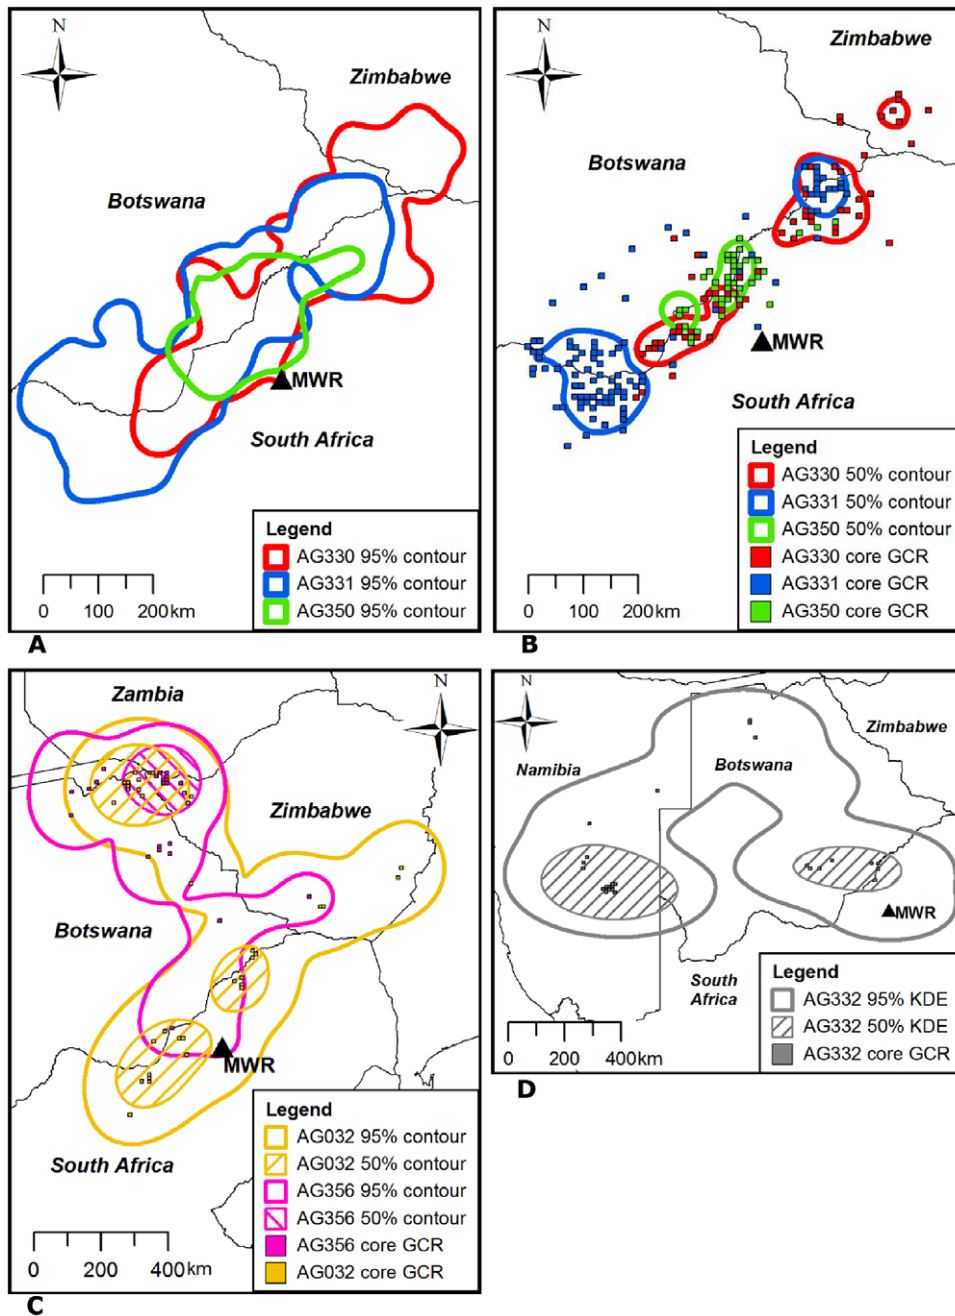 N
Zimbabwe
Botswana
MWR
South Africa
Legend
AG330 95% contour
AG331 95% contour
AG350 95% contour
0 100 200km
A
N
Zimbabwe
Botswana
MWR
South Africa
Legend
AG330 50% contour
AG331 50% contour
AG350 50% contour
AG330 core GCR
AG331 core GCR
AG350 core GCR
0 100 200km
B
N
Zambia
Zimbabwe
Botswana
MWR
South Africa
Legend
AG032 95% contour
AG032 50% contour
AG356 95% contour
AG356 50% contour
AG356 core GCR
AG032 core GCR
0 200 400km
C
N
Zimbabwe
Namibia
Botswana
MWR
South
Africa
Legend
AG332 95% KDE
AG332 50% KDE
AG332 core GCR
0 200 400km
D